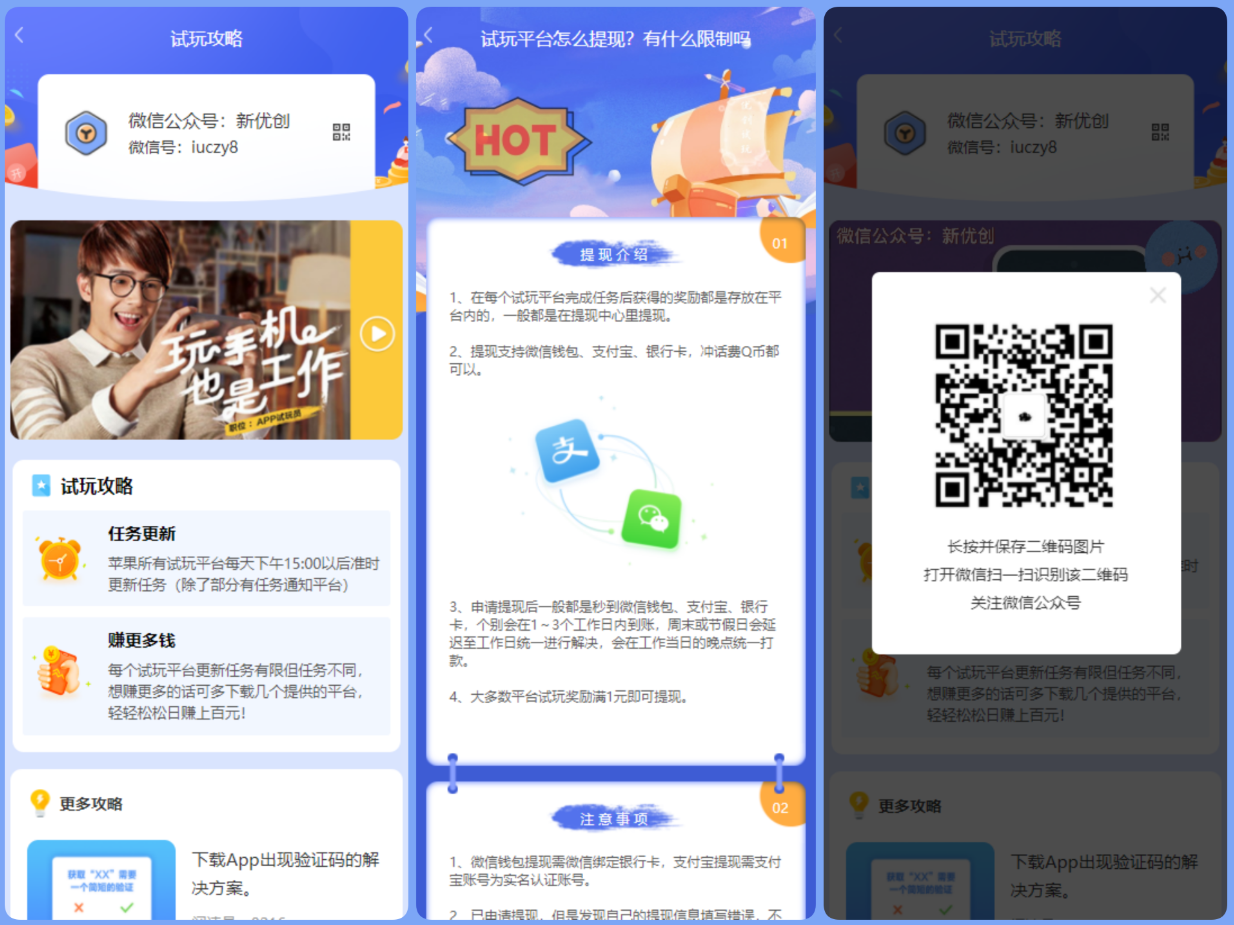 试玩攻略
微信公众号：新优创
微信号：iuczy8
玩手机
也是工作
职位：APP试玩员
试玩攻略
任务更新
苹果所有试玩平台每天下午15:00以后准时
更新任务（除了部分有任务通知平台）
赚更多钱
每个试玩平台更新任务有限但任务不同，
想赚更多的话可多下载几个提供的平台，
轻轻松松日赚上百元！
更多攻略
获取“XX”需要
一个简短的验证
下载App出现验证码的解
决方案。
试玩平台怎么提现？有什么限制吗
HOT
01
提现介绍
1、在每个试玩平台完成任务后获得的奖励都是存放在平
台内的，一般都是在提现中心里提现。
2、提现支持微信钱包、支付宝、银行卡，冲话费Q币都
可以。
支
3、申请提现后一般都是秒到微信钱包、支付宝、银行
卡，个别会在1～3个工作日内到账，周末或节假日会延
迟至工作日统一进行解决，会在工作当日的晚点统一打
款。
4、大多数平台试玩奖励满1元即可提现。
02
注意事项
1、微信钱包提现需微信绑定银行卡，支付宝提现需支付
宝账号为实名认证账号。
2、已申请提现，但是发现自己的提现信息填写错误，不
试玩攻略
微信公众号：新优创
微信号：iuczy8
微信公众号：新优创
长按并保存二维码图片
打开微信扫一扫识别该二维码
关注微信公众号
时
每个试玩平台更新任务有限但任务不同，
想赚更多的话可多下载几个提供的平台，
轻轻松松日赚上百元！
更多攻略
获取“XX”需要
一个简短的验证
下载App出现验证码的解
决方案。